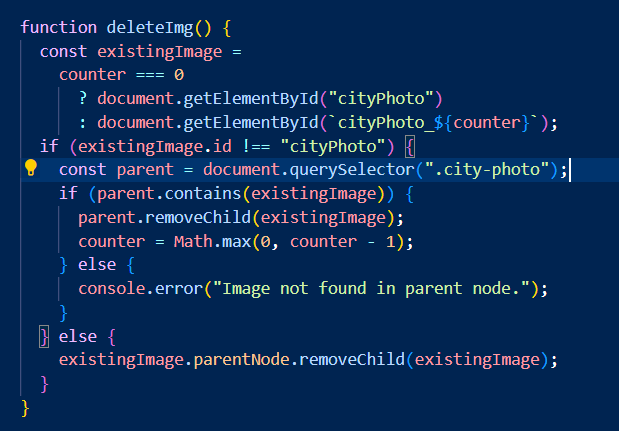 function deleteImg() {
  const existingImage =
    counter === 0
      ? document.getElementById("cityPhoto")
      : document.getElementById(`cityPhoto_${counter}`);
  if (existingImage.id !== "cityPhoto") {
    const parent = document.querySelector(".city-photo");
    if (parent.contains(existingImage)) {
      parent.removeChild(existingImage);
      counter = Math.max(0, counter - 1);
    } else {
      console.error("Image not found in parent node.");
    }
  } else {
    existingImage.parentNode.removeChild(existingImage);
  }
}